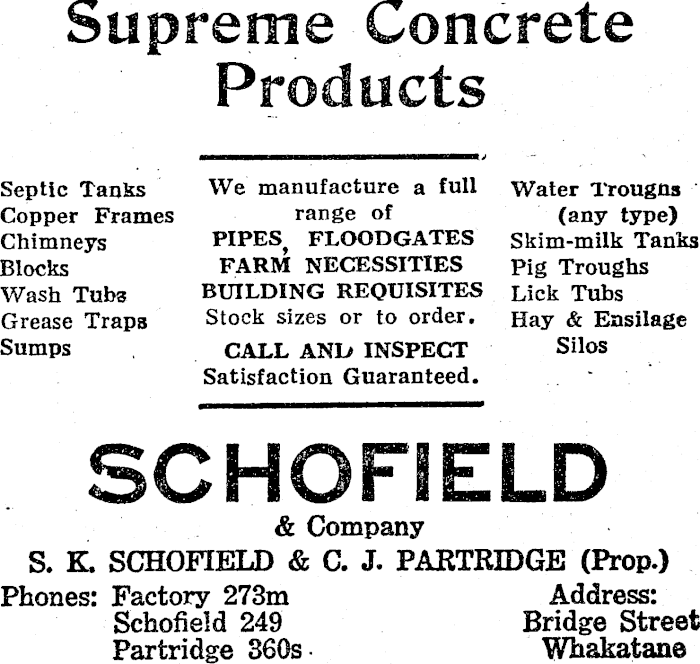 Supreme Concrete
Products
Septic Tanks
Copper Frames
Chimneys
Blocks
Wash Tubs
Grease Traps
Sumps
We manufacture a full
range of
PIPES, FLOODGATES
FARM NECESSITIES
BUILDING REQUISITES
Stock sizes or to order.
CALL AND INSPECT
Satisfaction Guaranteed.
Water Troughs
(any type)
Skim-milk Tanks
Pig Troughs
Lick Tubs
Hay & Ensilage
Silos
SCHOFIELD
& Company
S. K. SCHOFIELD & C. J. PARTRIDGE (Prop.)
Phones: Factory 273m
Schofield 249
Partridge 360s
Address:
Bridge Street
Whakatane